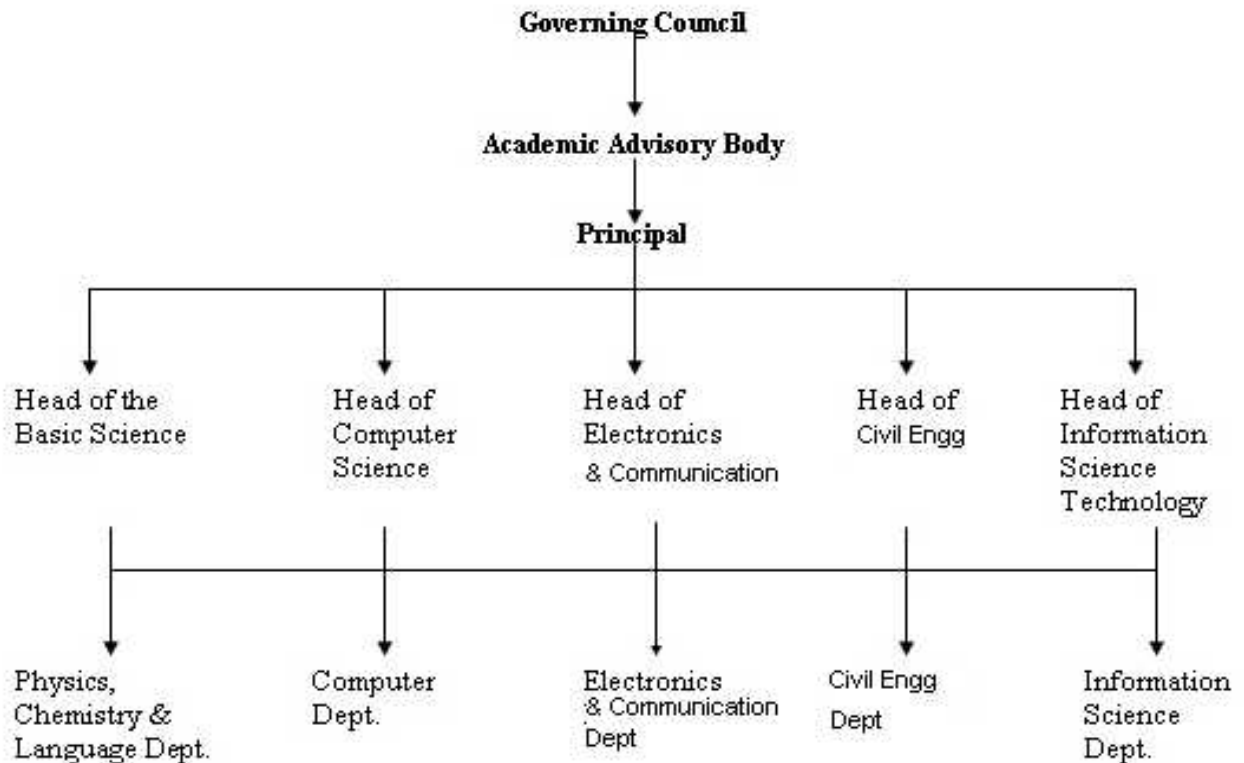 Governing Council
Academic Advisory Body
Principal
Head of the
Basic Science
Head of
Computer
Science
Head of
Electronics
& Communication
Head of
Civil Engg
Head of
Information
Science
Technology
Physics,
Chemistry &
Language Dept.
Computer
Dept.
Electronics
& Communication
Dept
Civil Engg
Dept
Information
Science
Dept.